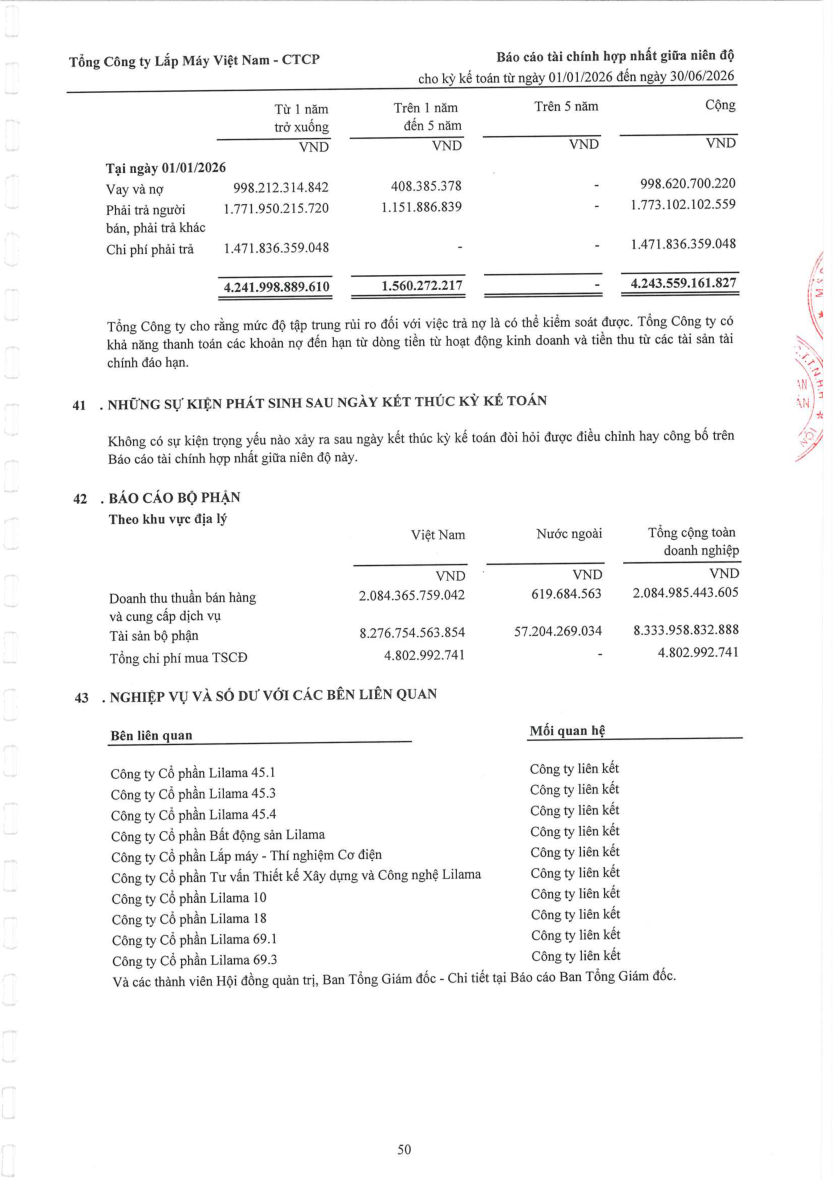 Tổng Công ty Lắp Máy Việt Nam - CTCP
Báo cáo tài chính hợp nhất giữa niên độ
cho kỳ kế toán từ ngày 01/01/2026 đến ngày 30/06/2026
Từ 1 năm trở xuống Trên 1 năm đến 5 năm Trên 5 năm Cộng
VND VND VND VND
Tại ngày 01/01/2026
Vay và nợ 998.212.314.842 408.385.378 - 998.620.700.220
Phải trả người bán, phải trả khác 1.771.950.215.720 1.151.886.839 - 1.773.102.102.559
Chi phí phải trả 1.471.836.359.048 - - 1.471.836.359.048
4.241.998.889.610 1.560.272.217 - 4.243.559.161.827
Tổng Công ty cho rằng mức độ tập trung rủi ro đối với việc trả nợ là có thể kiểm soát được. Tổng Công ty có
khả năng thanh toán các khoản nợ đến hạn từ dòng tiền từ hoạt động kinh doanh và tiền thu từ các tài sản tài
chính đáo hạn.
41 . NHỮNG SỰ KIỆN PHÁT SINH SAU NGÀY KẾT THÚC KỲ KẾ TOÁN
Không có sự kiện trọng yếu nào xảy ra sau ngày kết thúc kỳ kế toán đòi hỏi được điều chỉnh hay công bố trên
Báo cáo tài chính hợp nhất giữa niên độ này.
42 . BÁO CÁO BỘ PHẬN
Theo khu vực địa lý
Việt Nam Nước ngoài Tổng cộng toàn doanh nghiệp
VND VND VND
Doanh thu thuần bán hàng và cung cấp dịch vụ 2.084.365.759.042 619.684.563 2.084.985.443.605
Tài sản bộ phận 8.276.754.563.854 57.204.269.034 8.333.958.832.888
Tổng chi phí mua TSCĐ 4.802.992.741 - 4.802.992.741
43 . NGHIỆP VỤ VÀ SỐ DƯ VỚI CÁC BÊN LIÊN QUAN
Bên liên quan Mối quan hệ
Công ty Cổ phần Lilama 45.1 Công ty liên kết
Công ty Cổ phần Lilama 45.3 Công ty liên kết
Công ty Cổ phần Lilama 45.4 Công ty liên kết
Công ty Cổ phần Bất động sản Lilama Công ty liên kết
Công ty Cổ phần Lắp máy - Thí nghiệm Cơ điện Công ty liên kết
Công ty Cổ phần Tư vấn Thiết kế Xây dựng và Công nghệ Lilama Công ty liên kết
Công ty Cổ phần Lilama 10 Công ty liên kết
Công ty Cổ phần Lilama 18 Công ty liên kết
Công ty Cổ phần Lilama 69.1 Công ty liên kết
Công ty Cổ phần Lilama 69.3 Công ty liên kết
Và các thành viên Hội đồng quản trị, Ban Tổng Giám đốc - Chi tiết tại Báo cáo Ban Tổng Giám đốc.
50